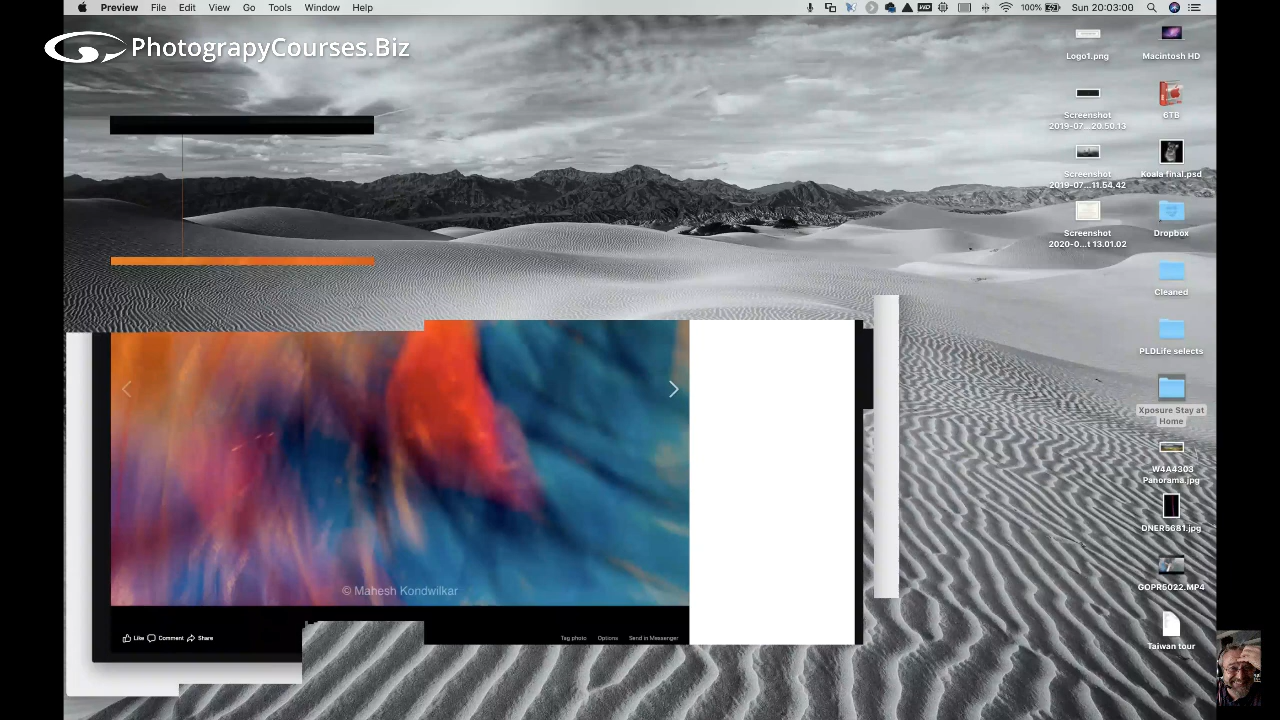 Preview File Edit View Go Tools Window Help 100% Sun 20:03:00
PhotograpyCourses.Biz
Logo1.png
Macintosh HD
Screenshot
2019-07...20.50.13
6TB
Screenshot
2019-07...11.54.42
Koala final.psd
Screenshot
2020-0...t 13.01.02
Dropbox
Cleaned
PLDLife selects
Xposure Stay at
Home
_W4A4303
Panorama.jpg
DNER5681.jpg
GOPR5022.MP4
Taiwan tour
© Mahesh Kondwilkar
Like Comment Share
Tag photo Options Send in Messenger